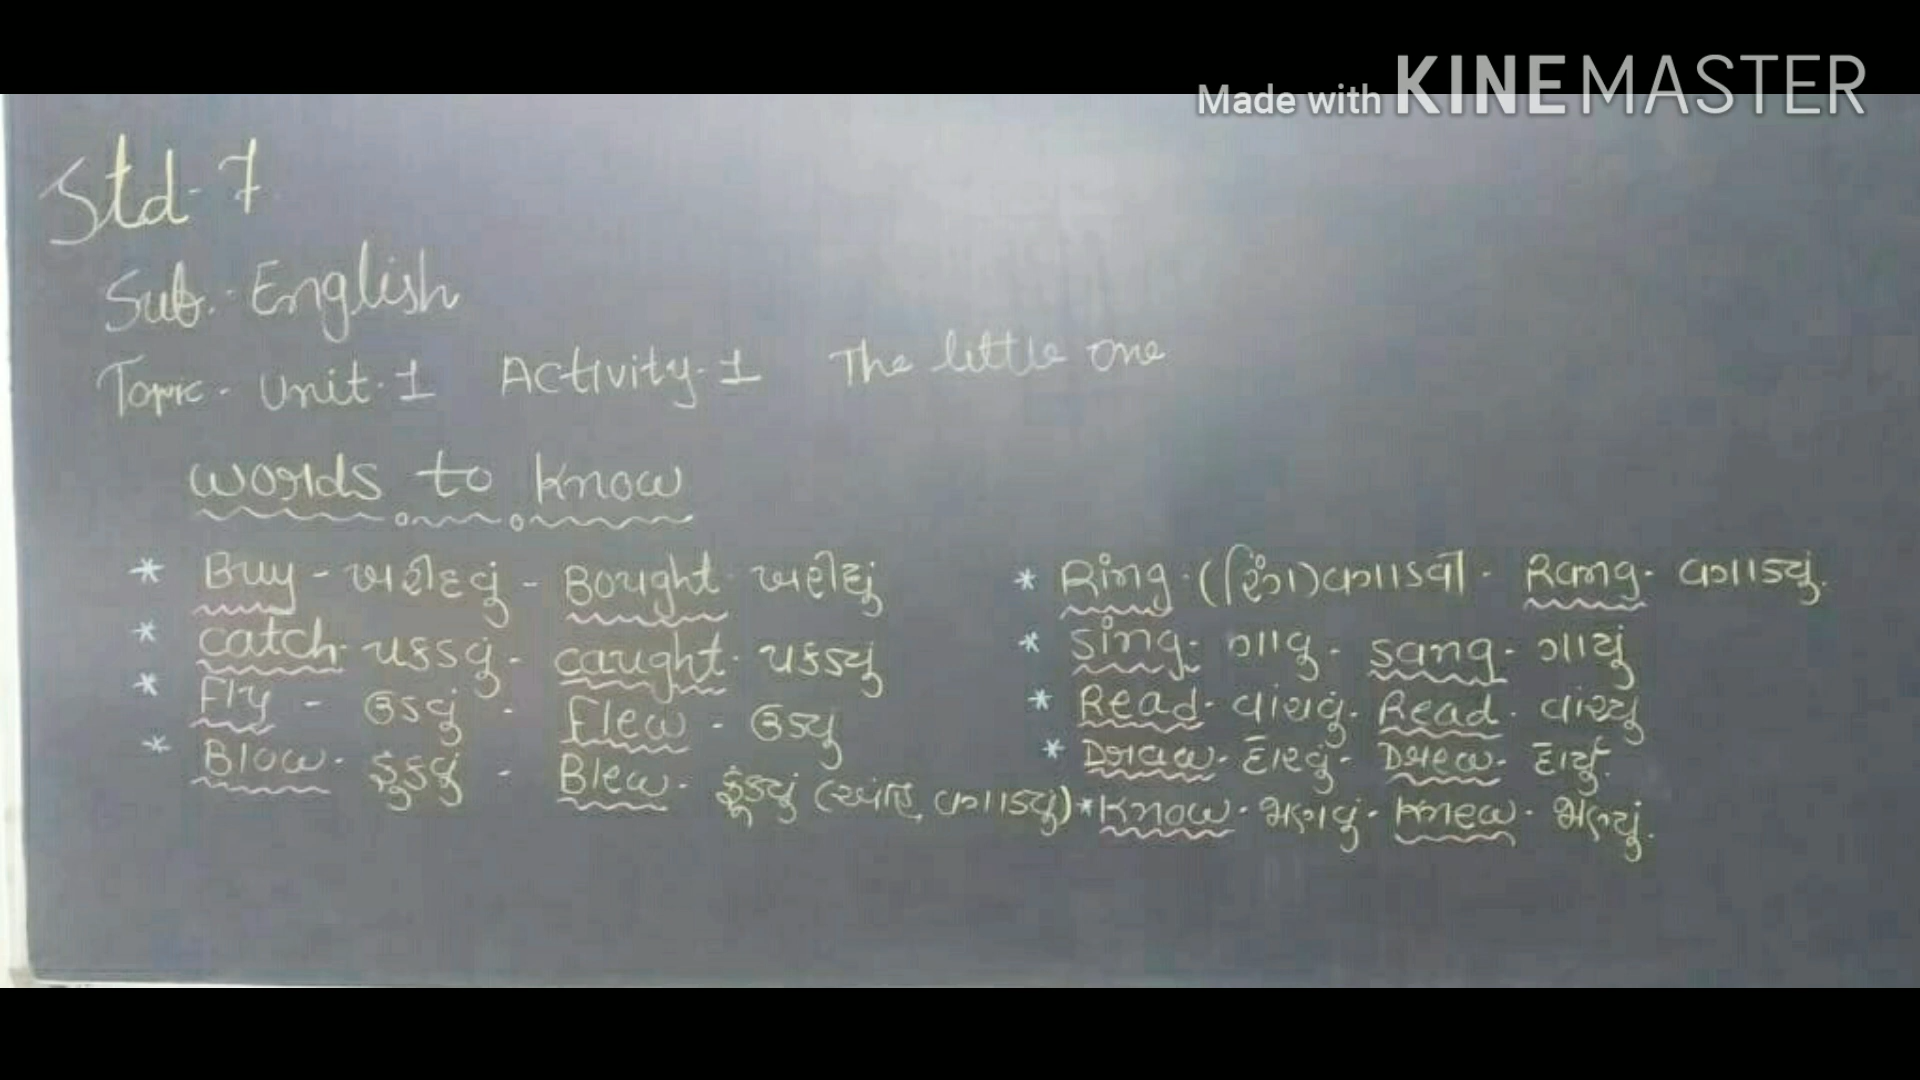 Made with KINEMASTER
Std-7
Sub.- English
Topic - Unit-1 Activity-1 The little one
words to know
* Buy - ખરીદવું - Bought - ખરીદ્યું
* catch - પકડવું - caught - પકડ્યું
* Fly - ઉડવું - Flew - ઉડ્યુ
* Blow - ફુંકવું - Blew - ફૂંક્યું વગાડ્યુ)
* Ring - (રિંગ) વગાડવી - Rang - વગાડ્યું.
* sing - ગાવુ - sang - ગાયું
* Read - વાંચવું - Read - વાંચ્યુ
* Draw - દોરવું - Drew - દોર્યું.
* Know - જાણવું - Knew - જાણ્યું.